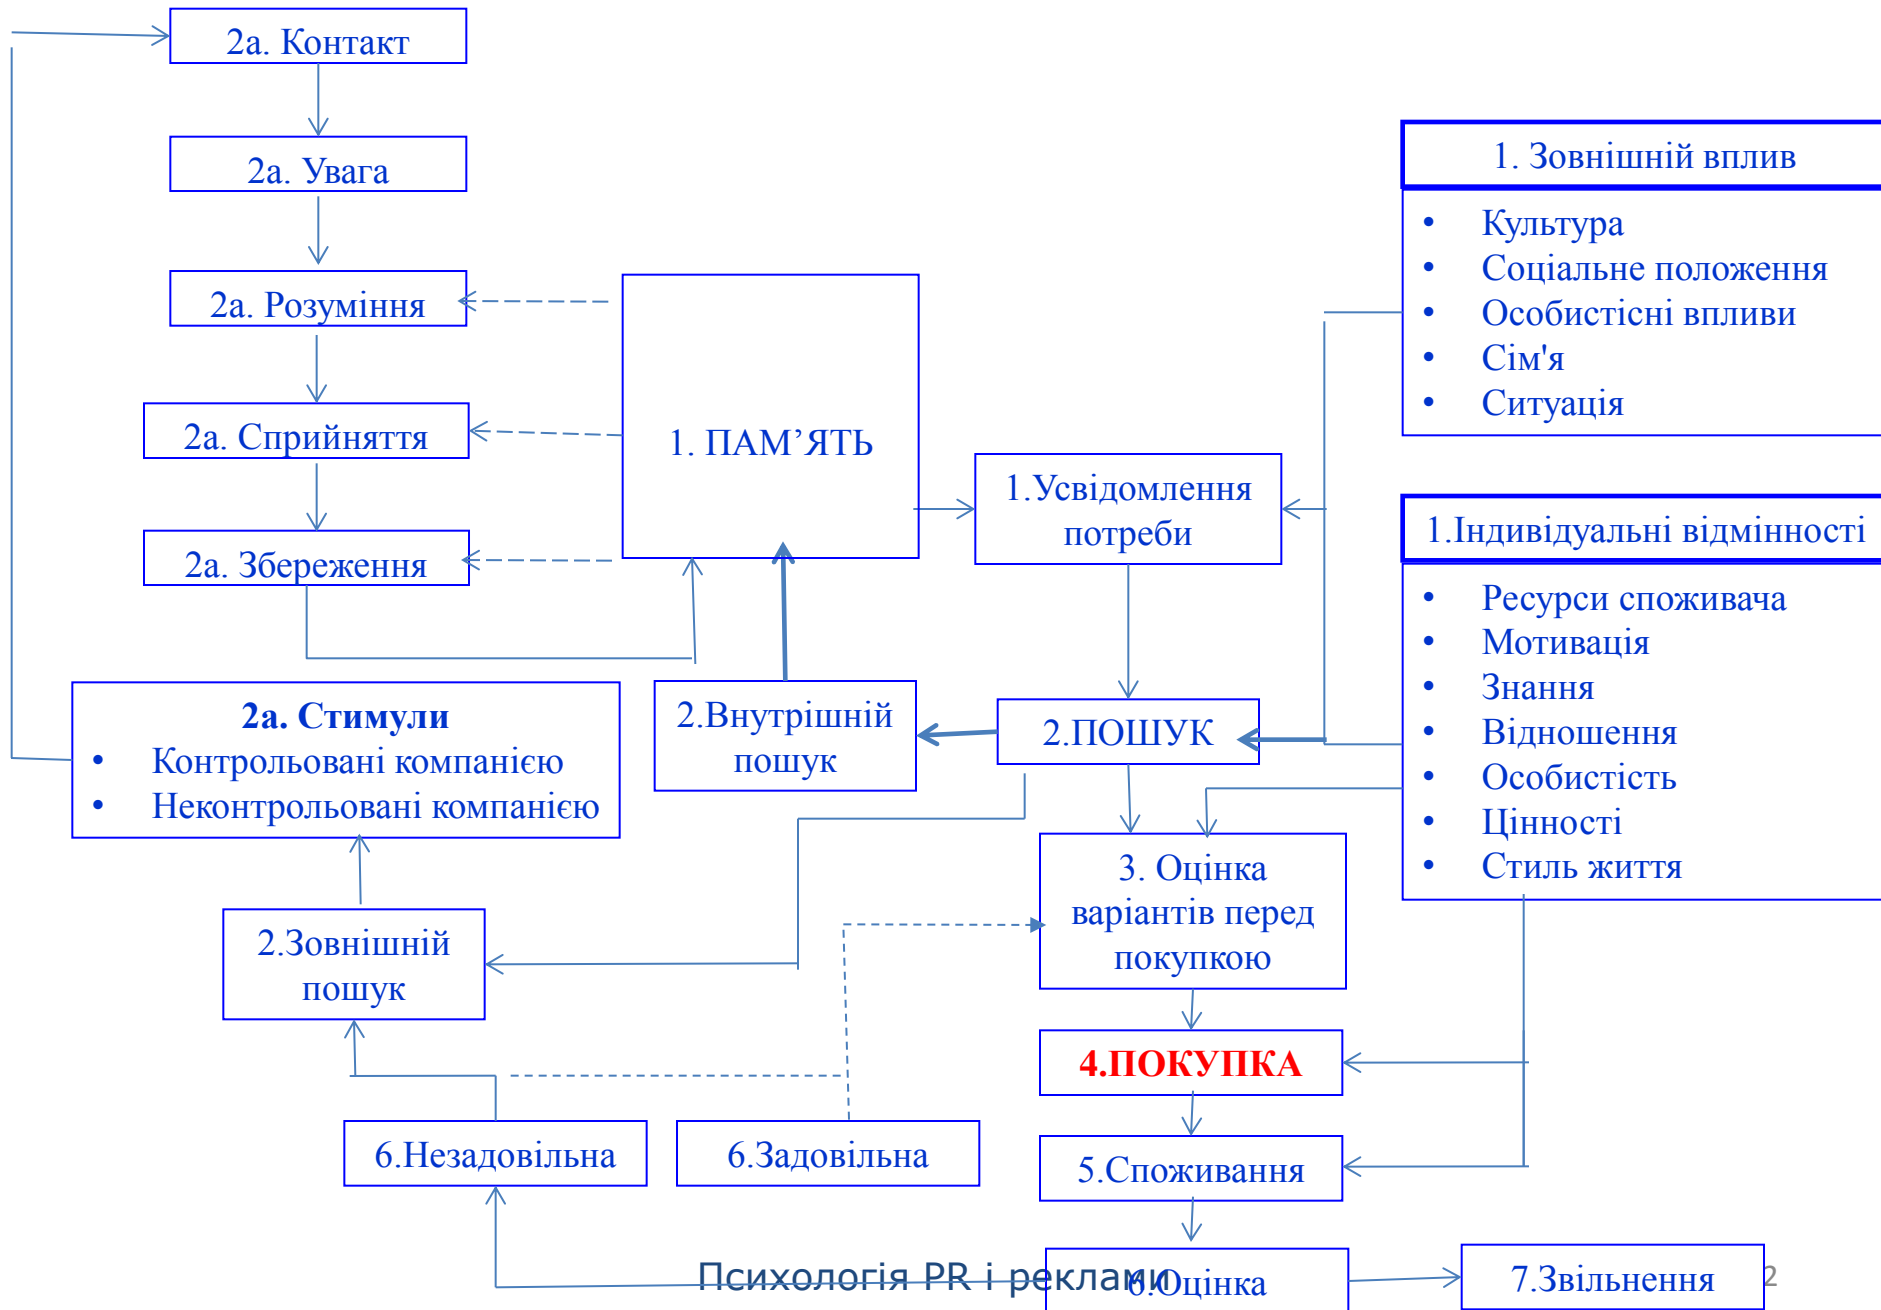 2а. Контакт
2а. Увага
2а. Розуміння
2а. Сприйняття
2а. Збереження
2а. Стимули
• Контрольовані компанією
• Неконтрольовані компанією
2.Зовнішній
пошук
6.Незадовільна
6.Задовільна
1. ПАМ’ЯТЬ
2.Внутрішній
пошук
1.Усвідомлення
потреби
2.ПОШУК
3. Оцінка
варіантів перед
покупкою
4.ПОКУПКА
5.Споживання
6.Оцінка
7.Звільнення
1. Зовнішній вплив
• Культура
• Соціальне положення
• Особистісні впливи
• Сім'я
• Ситуація
1.Індивідуальні відмінності
• Ресурси споживача
• Мотивація
• Знання
• Відношення
• Особистість
• Цінності
• Стиль життя
Психологія PR і реклами
2